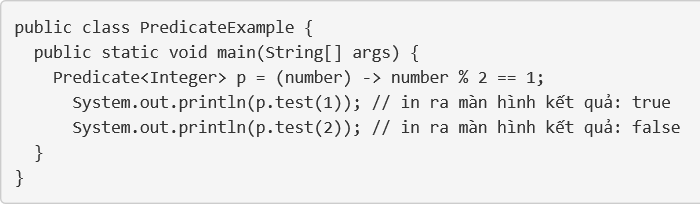 public class PredicateExample {
  public static void main(String[] args) {
    Predicate<Integer> p = (number) -> number % 2 == 1;
      System.out.println(p.test(1)); // in ra màn hình kết quả: true
      System.out.println(p.test(2)); // in ra màn hình kết quả: false
  }
}